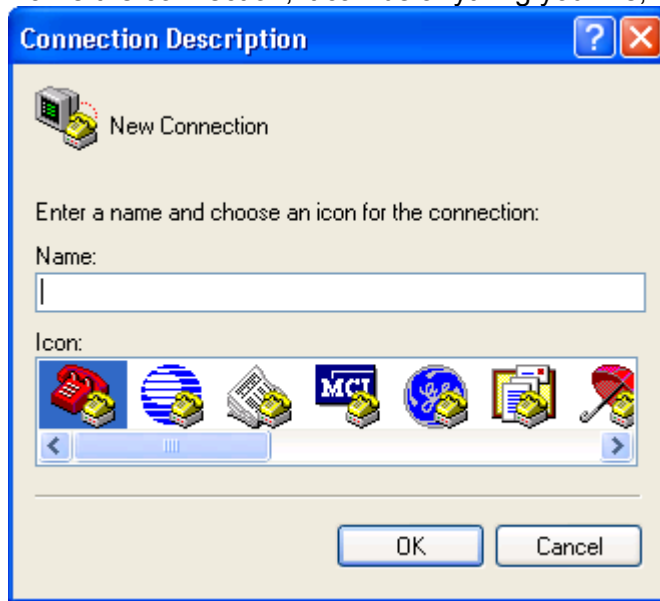 Connection Description
New Connection
Enter a name and choose an icon for the connection:
Name:
Icon:
MCI
OK
Cancel